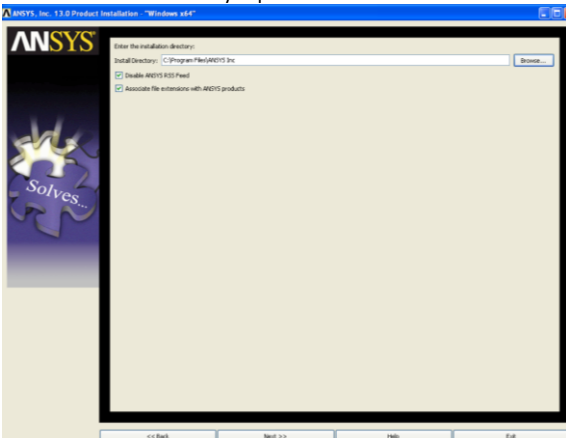 ANSYS, Inc. 13.0 Product Installation - "Windows x64"
ANSYS
Enter the installation directory:
Install Directory: C:\Program Files\ANSYS Inc Browse...
Disable ANSYS RSS Feed
Associate file extensions with ANSYS products
Solves...
<< Back Next >> Help Exit